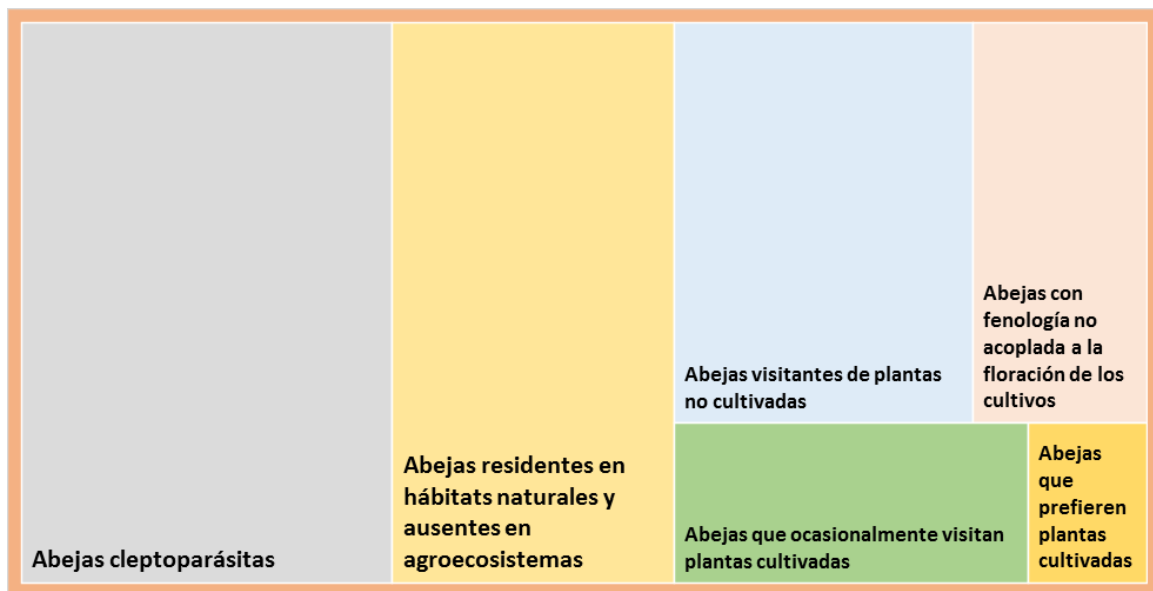 Abejas cleptoparásitas
Abejas residentes en
hábitats naturales y
ausentes en
agroecosistemas
Abejas visitantes de plantas
no cultivadas
Abejas con
fenología no
acoplada a la
floración de los
cultivos
Abejas que ocasionalmente visitan
plantas cultivadas
Abejas
que
prefieren
plantas
cultivadas